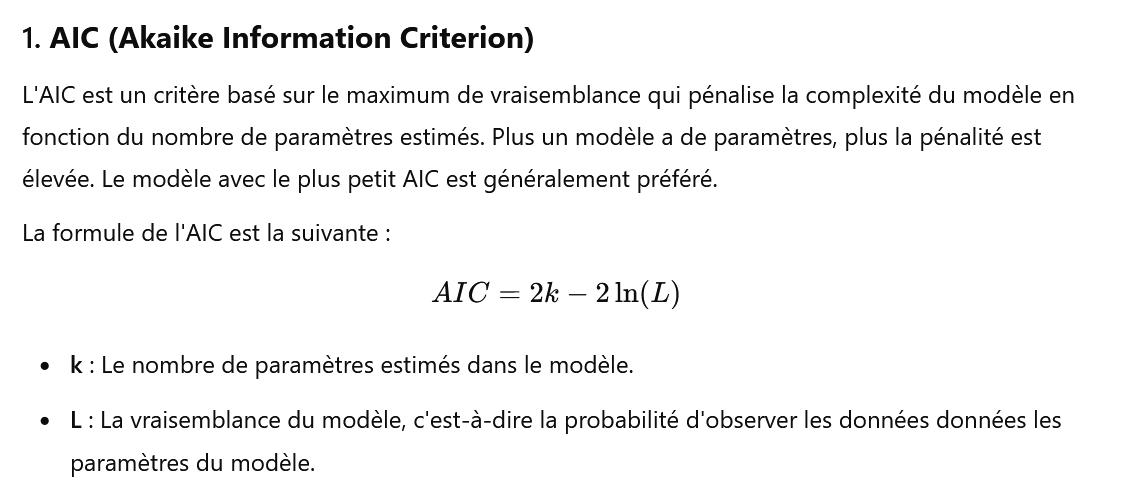 1. AIC (Akaike Information Criterion)
L'AIC est un critère basé sur le maximum de vraisemblance qui pénalise la complexité du modèle en
fonction du nombre de paramètres estimés. Plus un modèle a de paramètres, plus la pénalité est
élevée. Le modèle avec le plus petit AIC est généralement préféré.
La formule de l'AIC est la suivante :
AIC = 2k − 2 ln(L)
• k : Le nombre de paramètres estimés dans le modèle.
• L : La vraisemblance du modèle, c'est-à-dire la probabilité d'observer les données données les
paramètres du modèle.